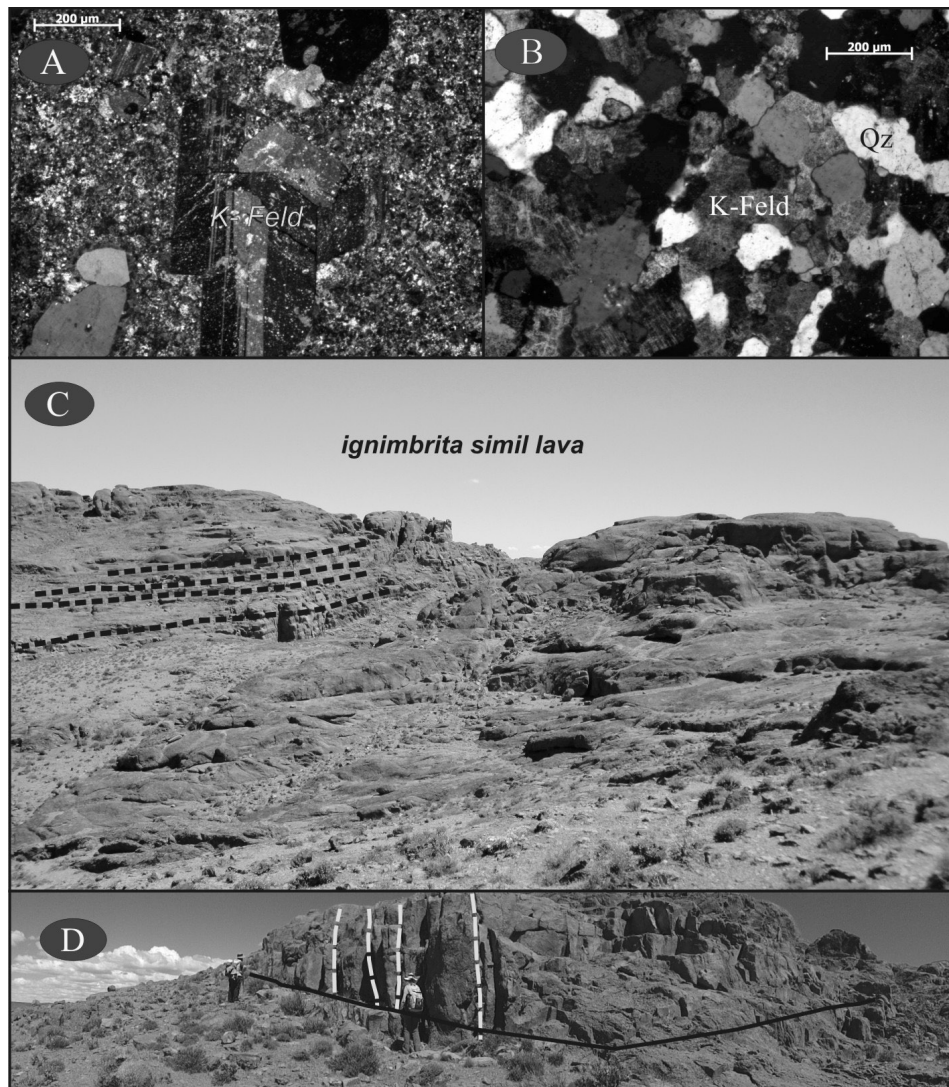 200 µm
A
K- Feld
B
200 µm
Qz
K-Feld
C
ignimbrita simil lava
D